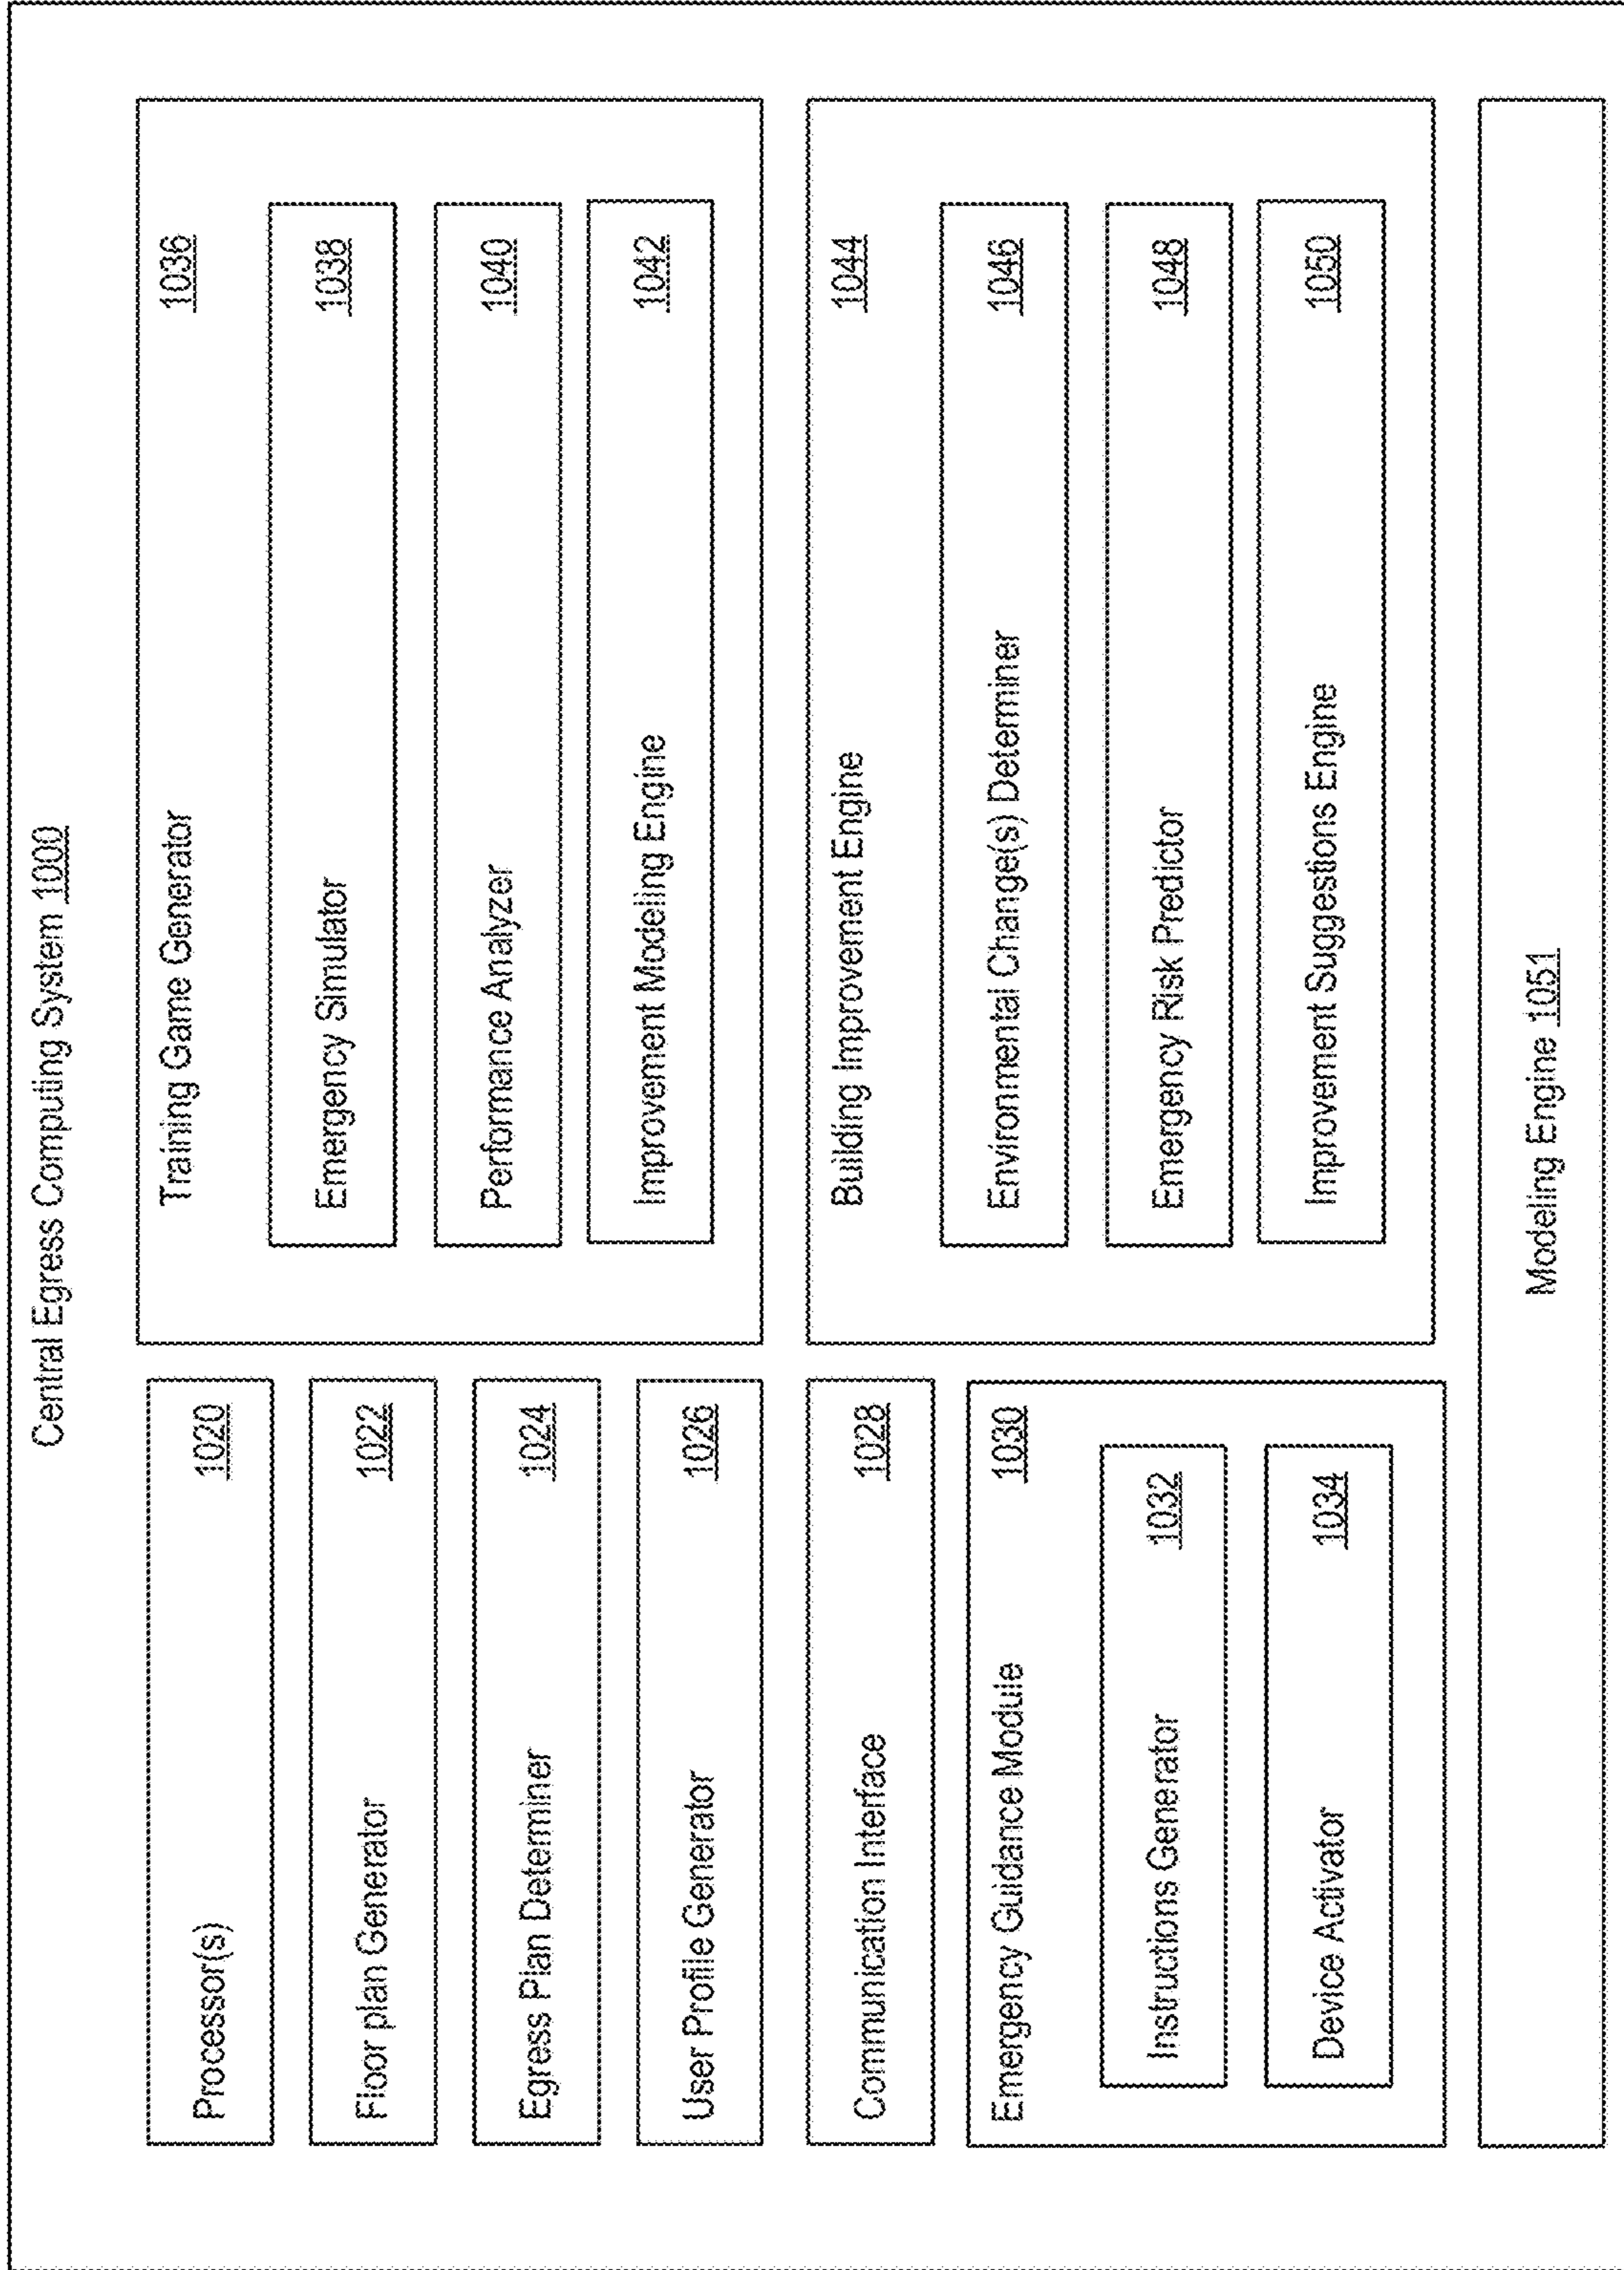 Central Egress Computing System 1000
Processor(s) 1020
Floor plan Generator 1022
Egress Plan Determiner 1024
User Profile Generator 1026
Communication Interface 1028
Emergency Guidance Module 1030
Instructions Generator 1032
Device Activator 1034
Training Game Generator 1036
Emergency Simulator 1038
Performance Analyzer 1040
Improvement Modeling Engine 1042
Building Improvement Engine 1044
Environmental Change(s) Determiner 1046
Emergency Risk Predictor 1048
Improvement Suggestions Engine 1050
Modeling Engine 1051